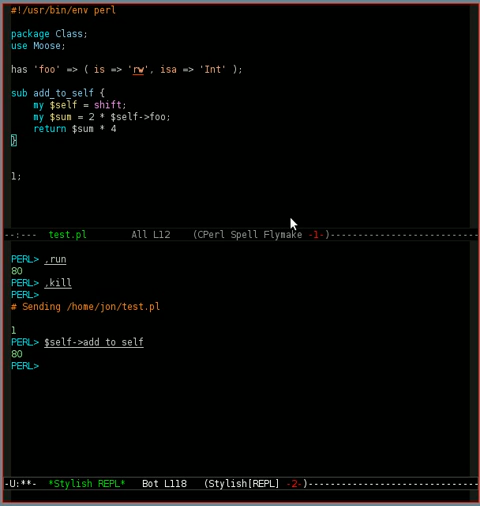 #!/usr/bin/env perl
package Class;
use Moose;
has 'foo' => ( is => 'rw', isa => 'Int' );
sub add_to_self {
my $self = shift;
my $sum = 2 * $self->foo;
return $sum * 4
}
1;
--:--- test.pl All L12 (CPerl Spell Flymake -1-)---------------------------
PERL> ,run
80
PERL> ,kill
PERL>
# Sending /home/jon/test.pl
1
PERL> $self->add_to_self
80
PERL>
-U:**- *Stylish REPL* Bot L118 (Stylish[REPL] -2-)------------------------------